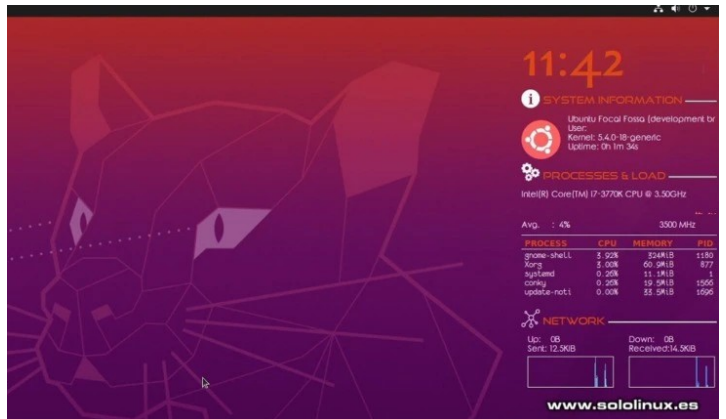 11:42
i SYSTEM INFORMATION
Ubuntu Focal Fossa (development br
User:
Kernel: 5.4.0-18-generic
Uptime: 0h 1m 34s
PROCESSES & LOAD
Intel(R) Core(TM) i7-3770K CPU @ 3.50GHz
Avg. : 4% 3500 MHz
PROCESS CPU MEMORY PID
gnome-shell 3.92% 324MiB 1180
Xorg 3.00% 60.9MiB 877
systemd 0.26% 11.1MiB 1
conky 0.26% 19.5MiB 1566
update-noti 0.00% 33.5MiB 1696
NETWORK
Up: 0B Down: 0B
Sent: 12.5KiB Received:14.5KiB
www.sololinux.es